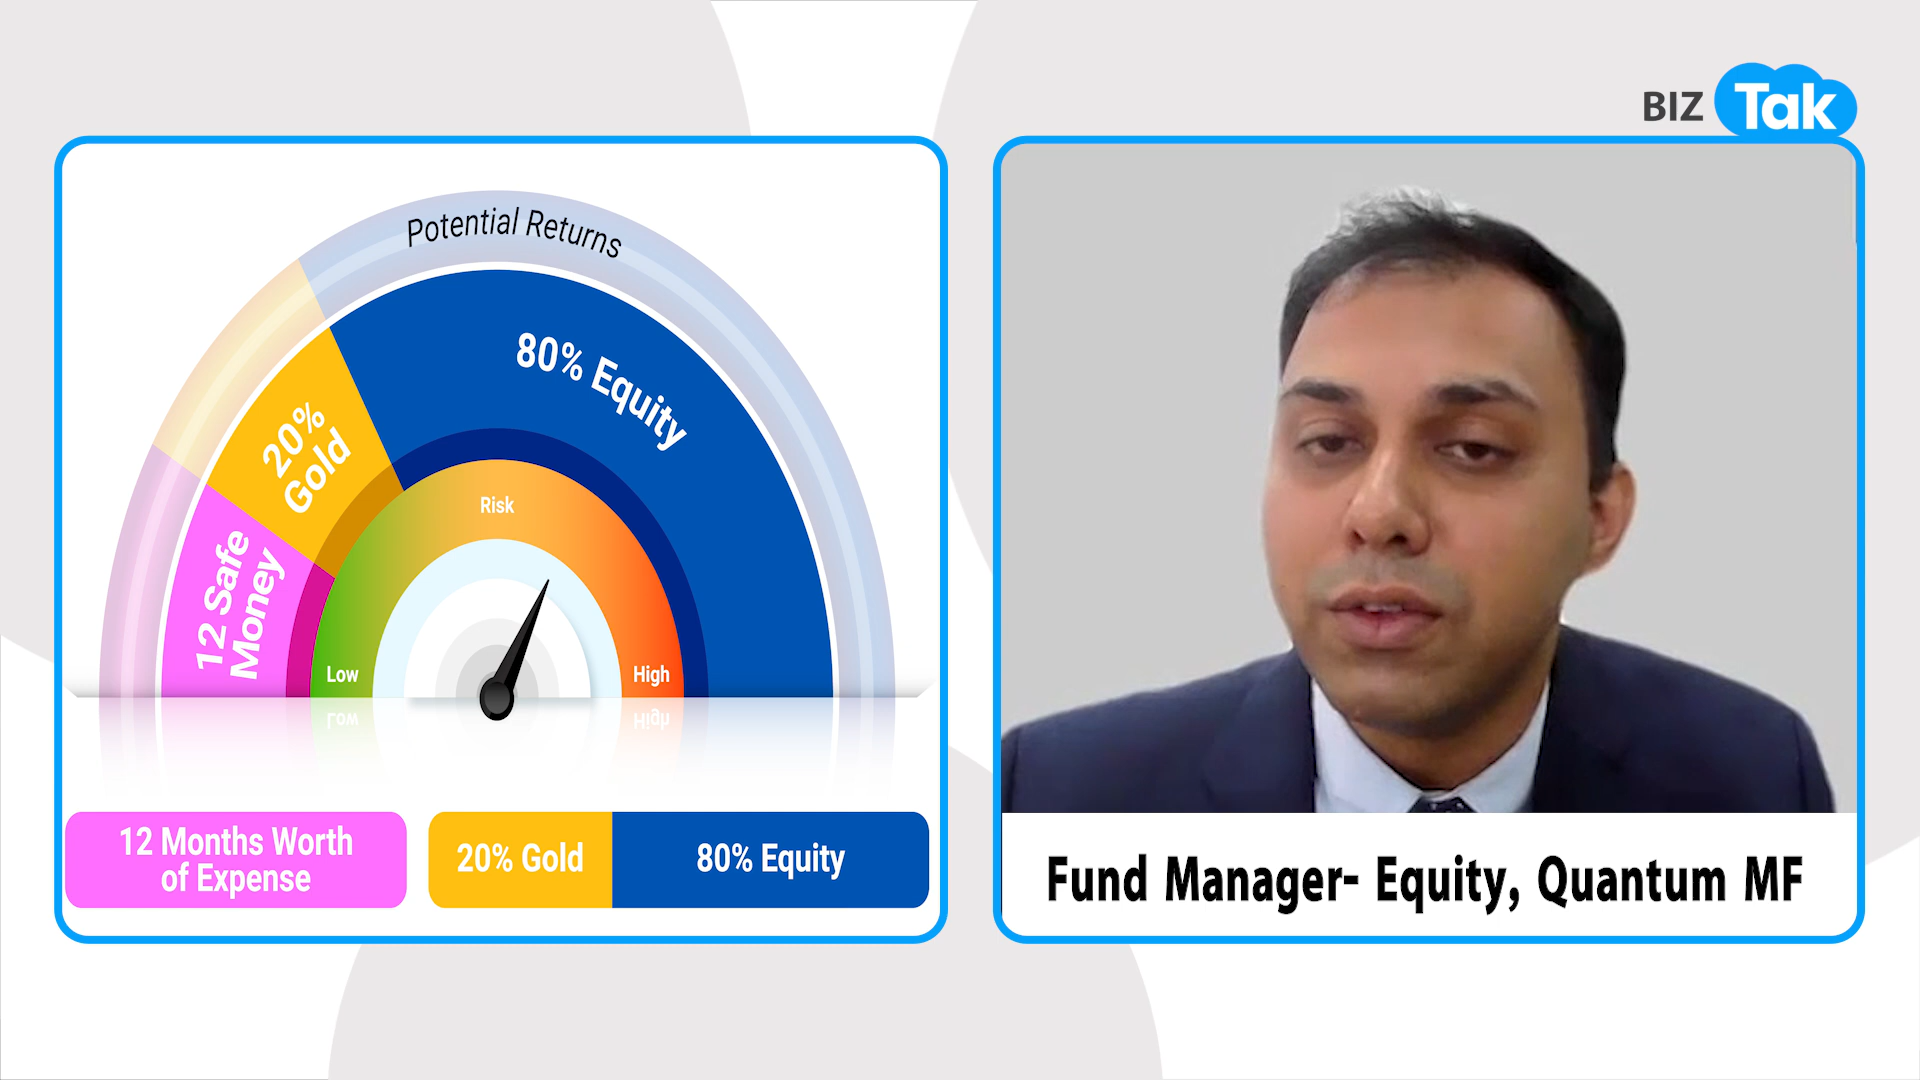 BIZ Tak
Potential Returns
80% Equity
20%
Gold
12 Safe
Money
Risk
Low
High
12 Months Worth
of Expense
20% Gold
80% Equity
Fund Manager- Equity, Quantum MF